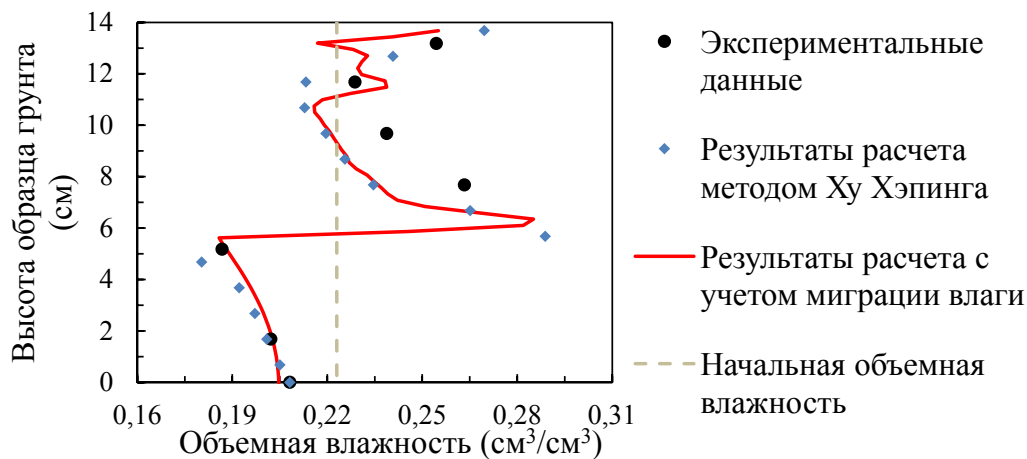 14
12
10
8
6
4
2
0
Высота образца грунта
(см)
0,16
0,19
0,22
0,25
0,28
0,31
Объемная влажность (см³/см³)
Экспериментальные
данные
Результаты расчета
методом Ху Хэпинга
Результаты расчета с
учетом миграции влаги
Начальная объемная
влажность